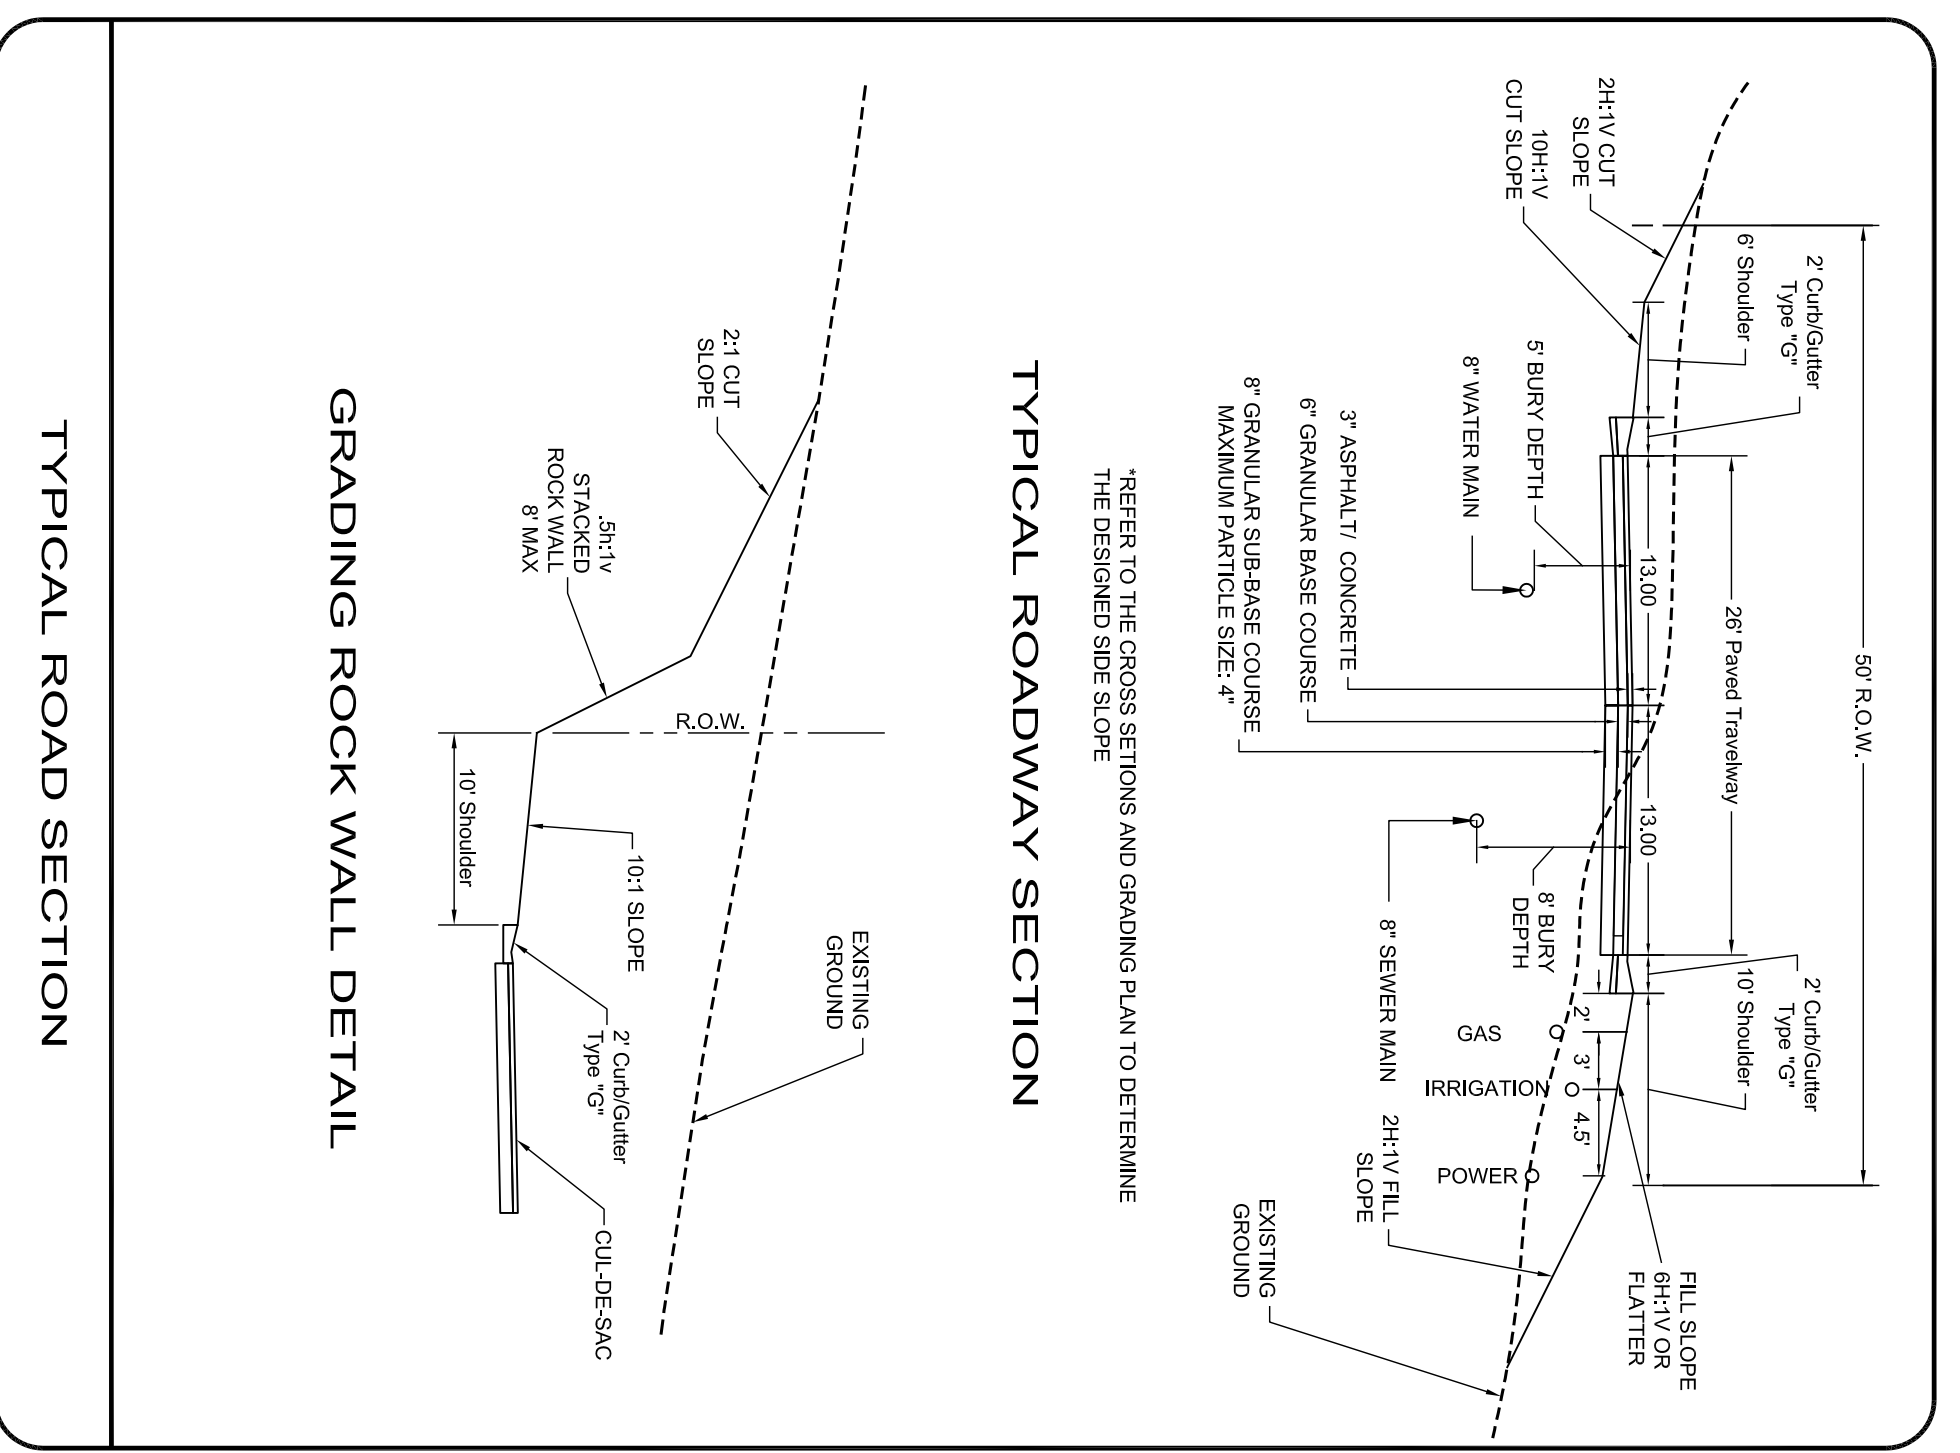 50' R.O.W.
26' Paved Travelway
2' Curb/Gutter
Type "G"
6' Shoulder
2' Curb/Gutter
Type "G"
10' Shoulder
13.00
13.00
2H:1V CUT
SLOPE
10H:1V
CUT SLOPE
5' BURY DEPTH
8" WATER MAIN
3" ASPHALT/ CONCRETE
6" GRANULAR BASE COURSE
8" GRANULAR SUB-BASE COURSE
MAXIMUM PARTICLE SIZE: 4"
8' BURY
DEPTH
8" SEWER MAIN
2'
3'
4.5'
GAS
IRRIGATION
POWER
FILL SLOPE
6H:1V OR
FLATTER
2H:1V FILL
SLOPE
EXISTING
GROUND
*REFER TO THE CROSS SETIONS AND GRADING PLAN TO DETERMINE
THE DESIGNED SIDE SLOPE
TYPICAL ROADWAY SECTION
EXISTING
GROUND
2:1 CUT
SLOPE
R.O.W.
.5h:1v
STACKED
ROCK WALL
8' MAX
10:1 SLOPE
2' Curb/Gutter
Type "G"
CUL-DE-SAC
10' Shoulder
GRADING ROCK WALL DETAIL
TYPICAL ROAD SECTION